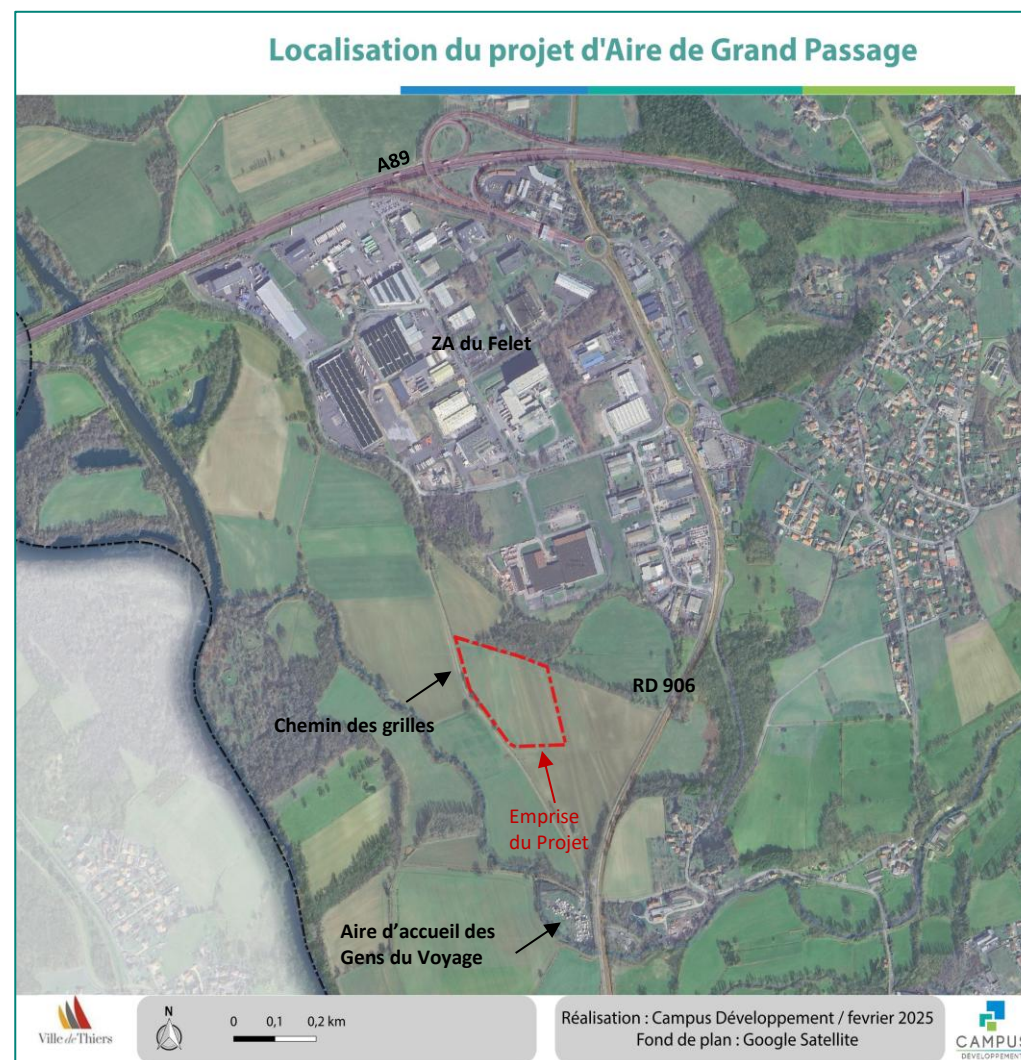 Localisation du projet d'Aire de Grand Passage
A89
ZA du Felet
RD 906
Chemin des grilles
Emprise
du Projet
Aire d'accueil des
Gens du Voyage
Ville de Thiers
N
0 0,1 0,2 km
Réalisation : Campus Développement / fevrier 2025
Fond de plan : Google Satellite
CAMPUS
DÉVELOPPEMENT